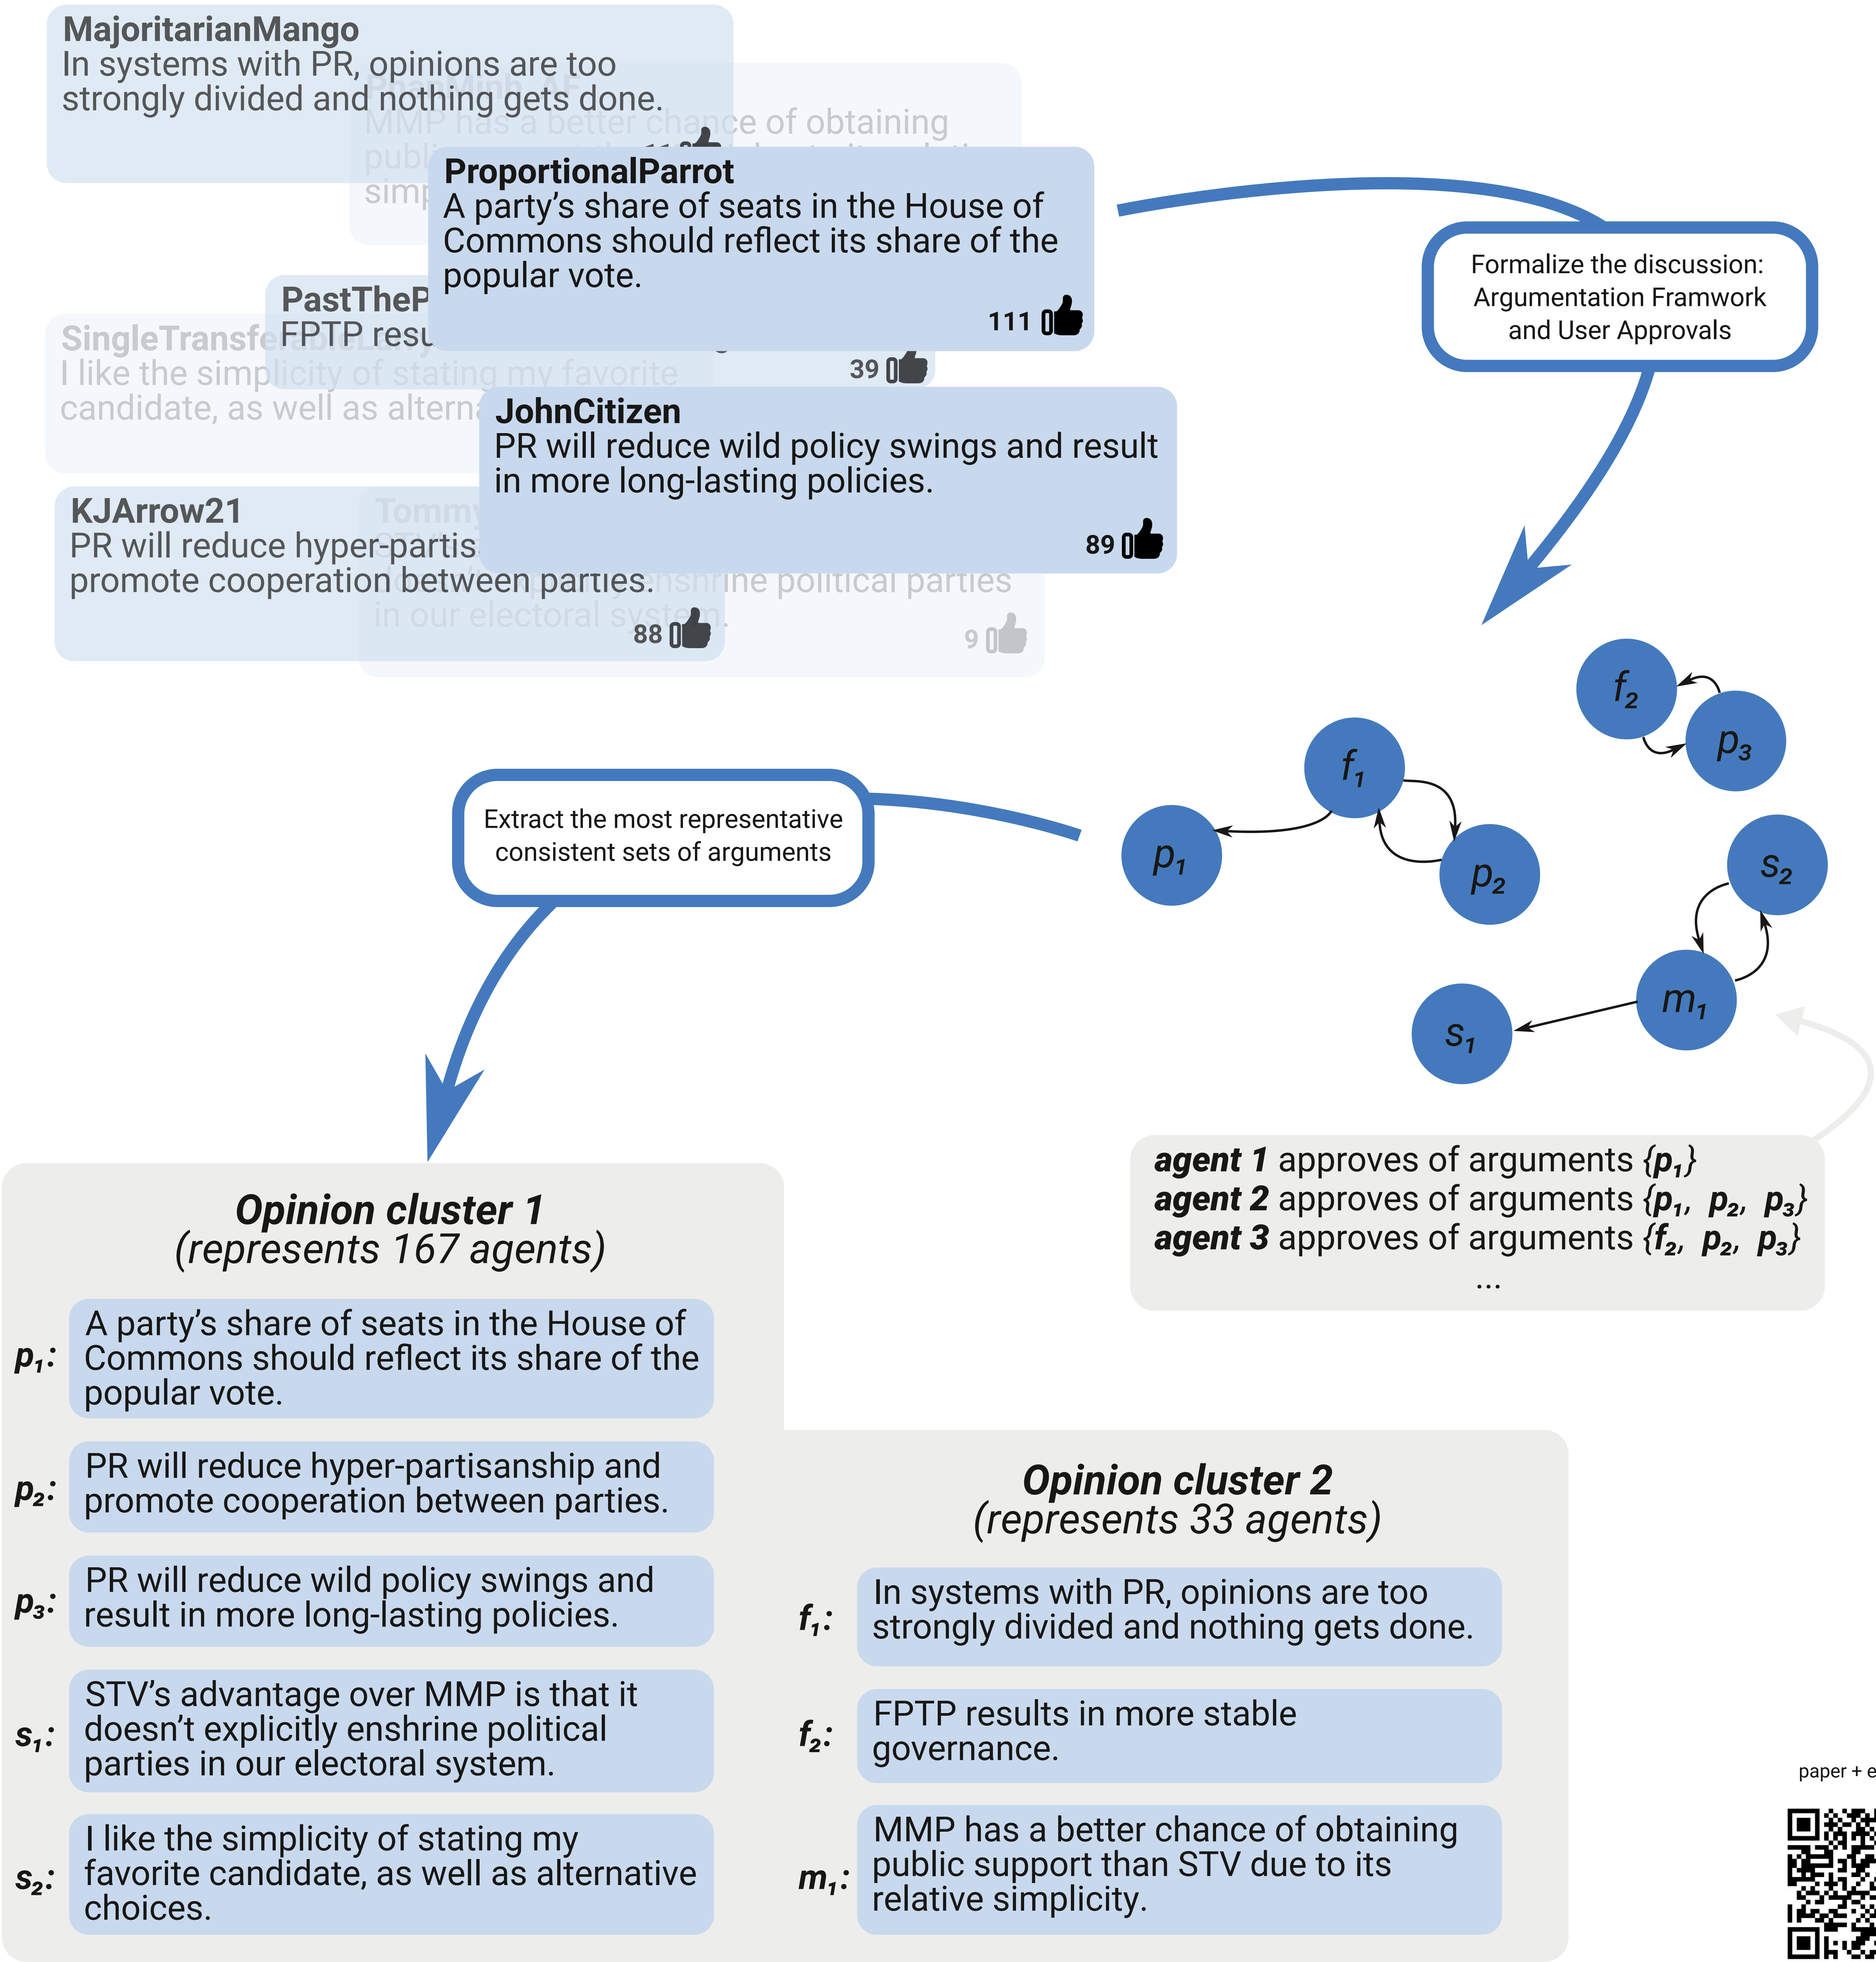 MajoritarianMango
In systems with PR, opinions are too
strongly divided and nothing gets done.
PhanMinh_AF
MMP has a better chance of obtaining
ProportionalParrot
A party’s share of seats in the House of
Commons should reflect its share of the
popular vote.
111
PastTheP
FPTP resu
39
SingleTransferableLarry
I like the simplicity of stating my favorite
candidate, as well as alterna
JohnCitizen
PR will reduce wild policy swings and result
in more long-lasting policies.
89
KJArrow21
PR will reduce hyper-partis
promote cooperation between parties.
88
Tommy
enshrine political parties
in our electoral system.
9
Formalize the discussion:
Argumentation Framwork
and User Approvals
f₂
p₃
f₁
p₁
p₂
s₂
m₁
s₁
Extract the most representative
consistent sets of arguments
agent 1 approves of arguments {p₁}
agent 2 approves of arguments {p₁, p₂, p₃}
agent 3 approves of arguments {f₂, p₂, p₃}
...
Opinion cluster 1
(represents 167 agents)
p₁: A party’s share of seats in the House of
Commons should reflect its share of the
popular vote.
p₂: PR will reduce hyper-partisanship and
promote cooperation between parties.
p₃: PR will reduce wild policy swings and
result in more long-lasting policies.
s₁: STV’s advantage over MMP is that it
doesn’t explicitly enshrine political
parties in our electoral system.
s₂: I like the simplicity of stating my
favorite candidate, as well as alternative
choices.
Opinion cluster 2
(represents 33 agents)
f₁: In systems with PR, opinions are too
strongly divided and nothing gets done.
f₂: FPTP results in more stable
governance.
m₁: MMP has a better chance of obtaining
public support than STV due to its
relative simplicity.
paper + e